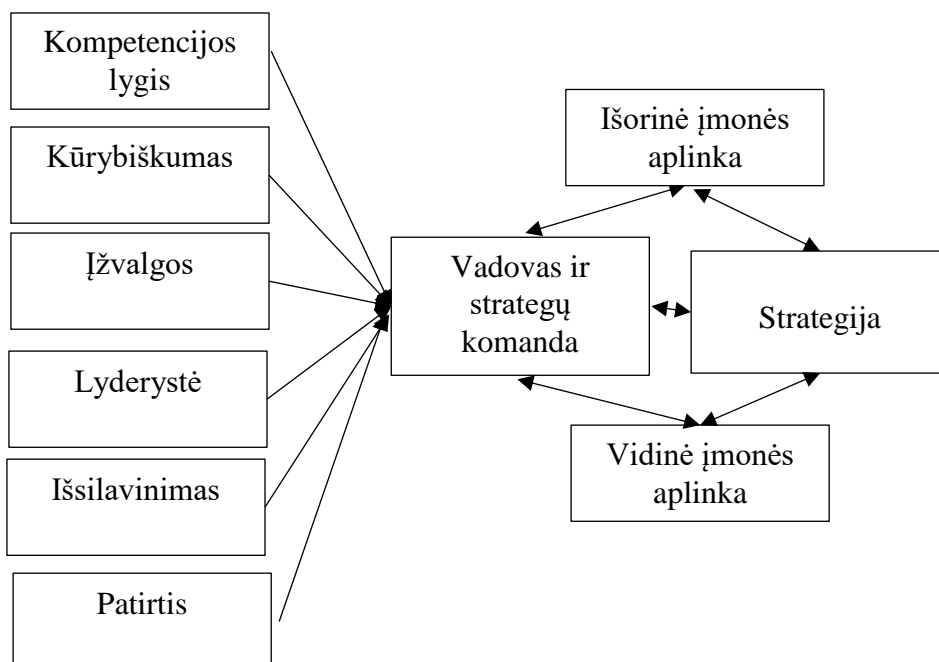 Kompetencijos
lygis
Kūrybiškumas
Įžvalgos
Lyderystė
Išsilavinimas
Patirtis
Vadovas ir
strategų
komanda
Išorinė įmonės
aplinka
Strategija
Vidinė įmonės
aplinka